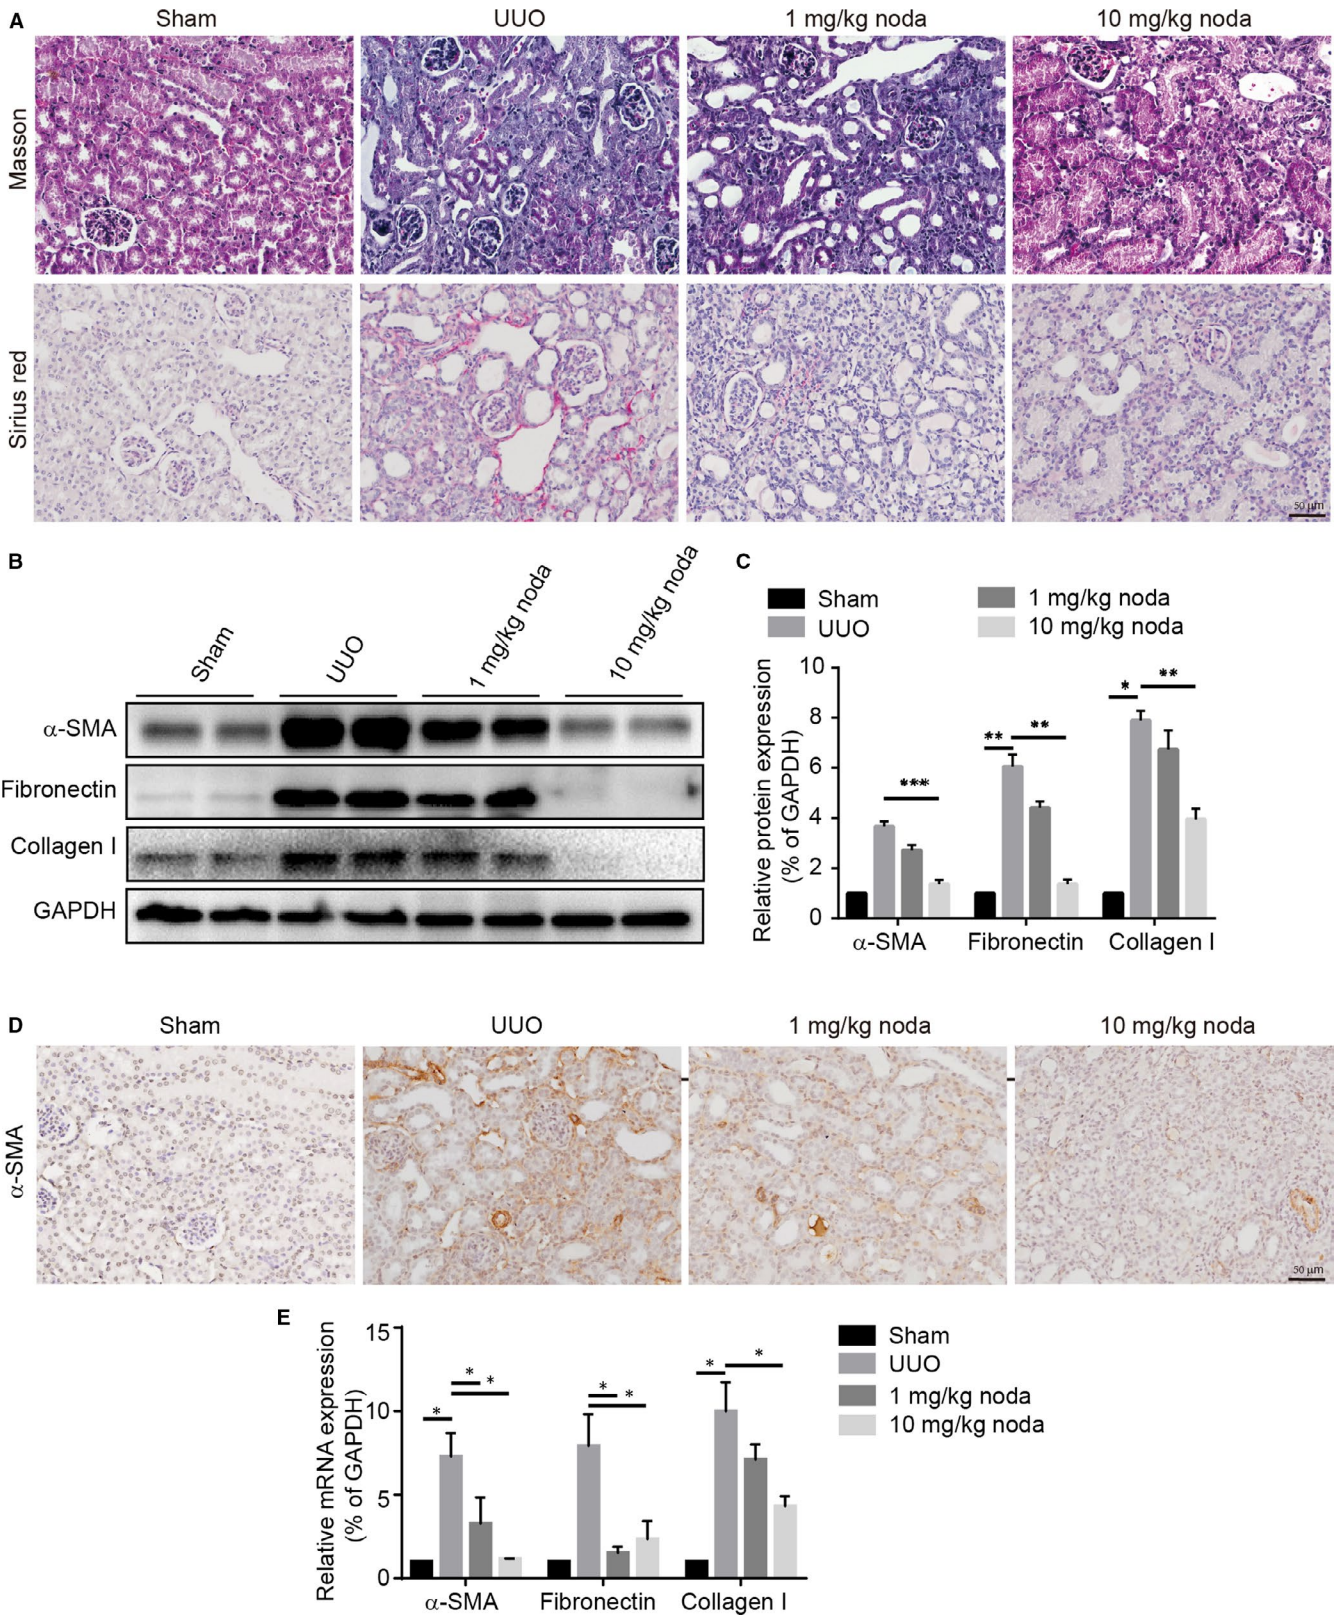 A
Sham
UUO
1 mg/kg noda
10 mg/kg noda
Masson
Sirius red
50 μm
B
Sham
UUO
1 mg/kg noda
10 mg/kg noda
α-SMA
Fibronectin
Collagen I
GAPDH
C
Sham
UUO
1 mg/kg noda
10 mg/kg noda
Relative protein expression
(% of GAPDH)
10
8
6
4
2
0
***
** **
* **
α-SMA
Fibronectin
Collagen I
D
Sham
UUO
1 mg/kg noda
10 mg/kg noda
α-SMA
50 μm
E
Relative mRNA expression
(% of GAPDH)
15
10
5
0
* * *
* *
* *
α-SMA
Fibronectin
Collagen I
Sham
UUO
1 mg/kg noda
10 mg/kg noda